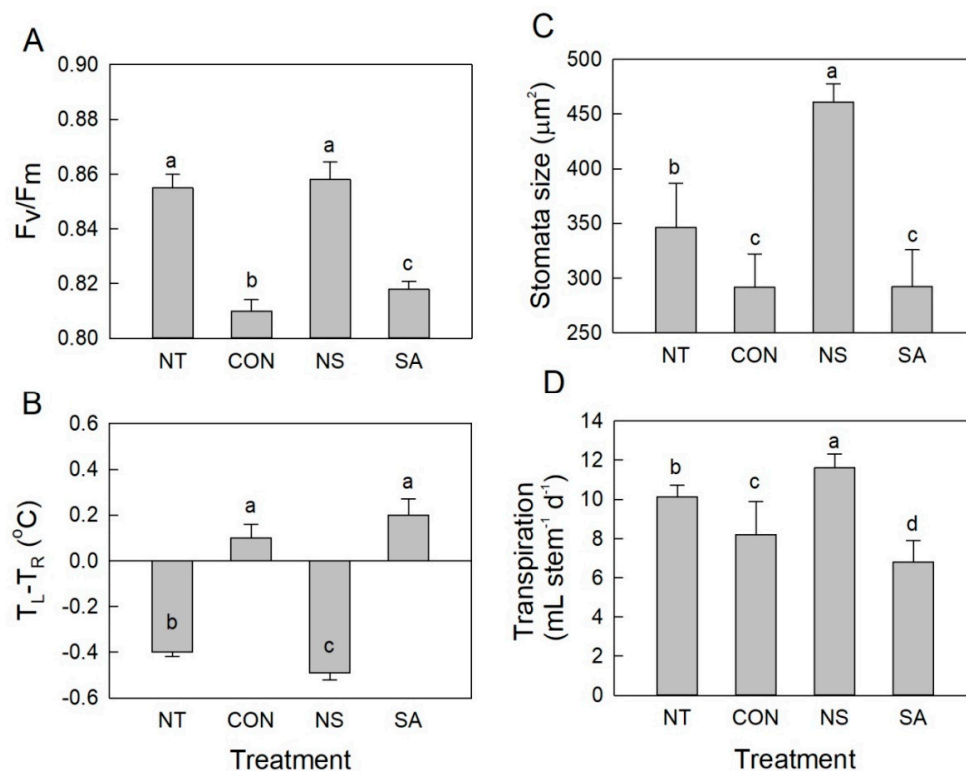 A
0.90
0.88
0.86
0.84
0.82
0.80
Fv/Fm
a
b
a
c
NT CON NS SA
B
0.6
0.4
0.2
0.0
-0.2
-0.4
-0.6
TL-TR (°C)
b
a
c
a
NT CON NS SA
Treatment
C
500
450
400
350
300
250
Stomata size (μm²)
b
c
a
c
NT CON NS SA
D
14
12
10
8
6
4
2
0
Transpiration
(mL stem⁻¹ d⁻¹)
b
c
a
d
NT CON NS SA
Treatment